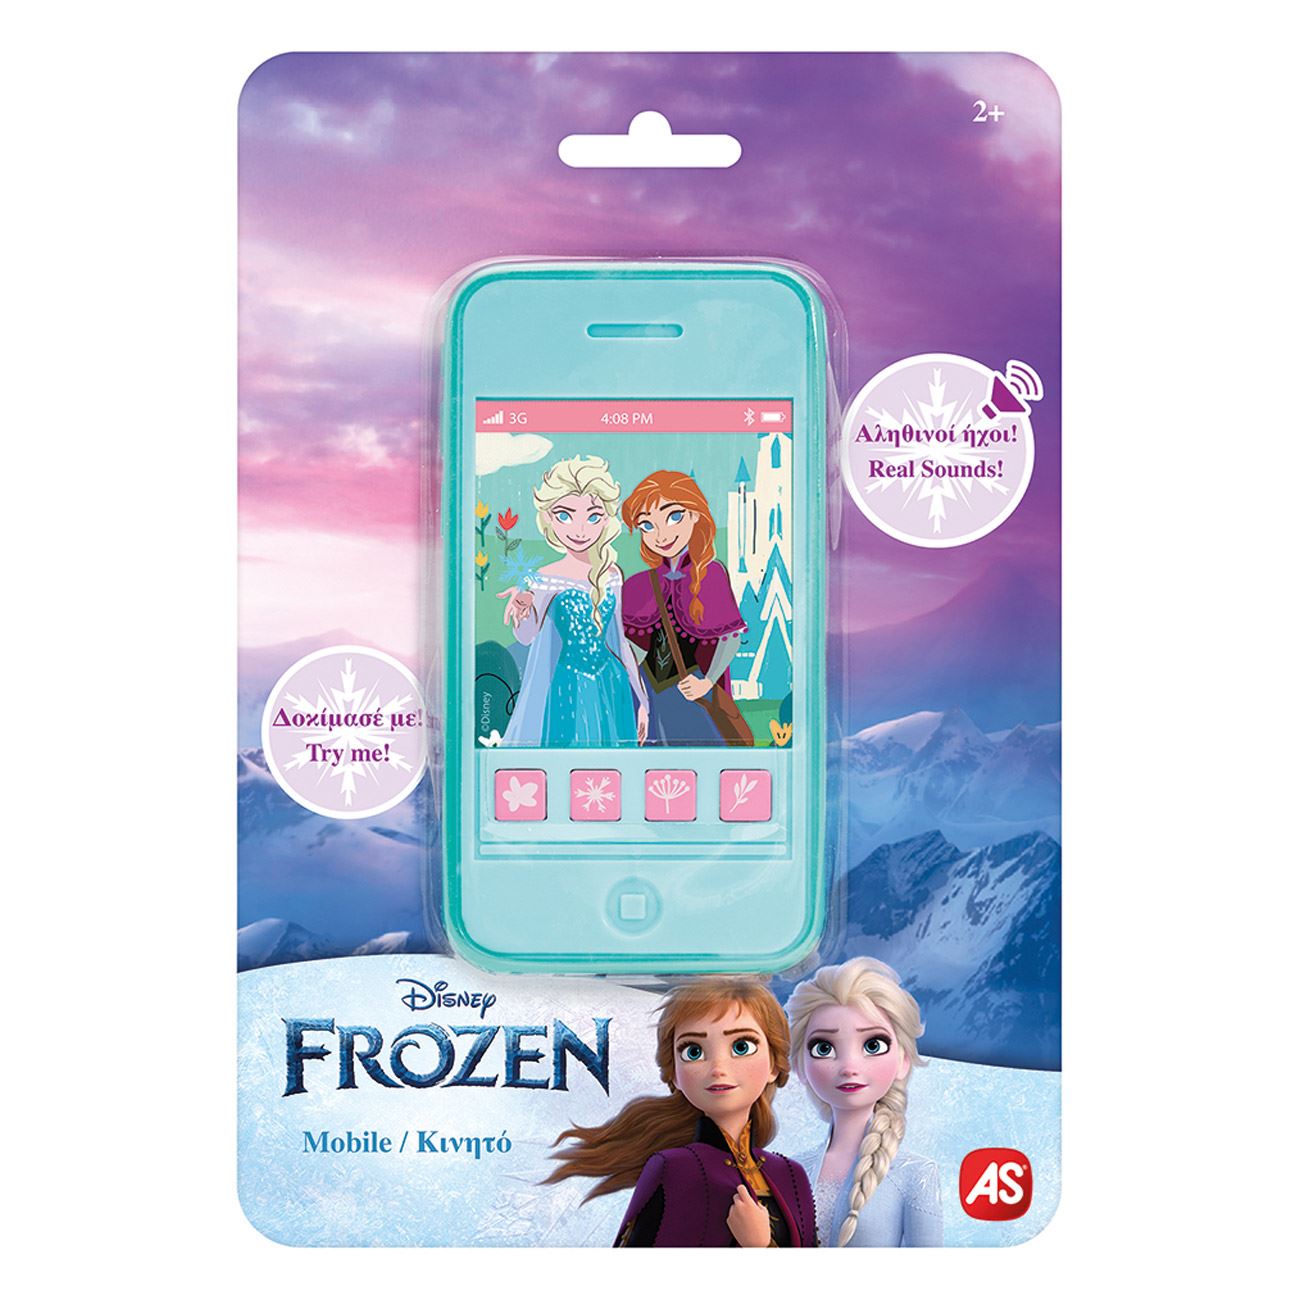 2+
3G 4:08 PM
Αληθινοί ήχοι!
Real Sounds!
©Disney
Δοκίμασέ με!
Try me!
Disney
FROZEN
Mobile / Κινητό
AS